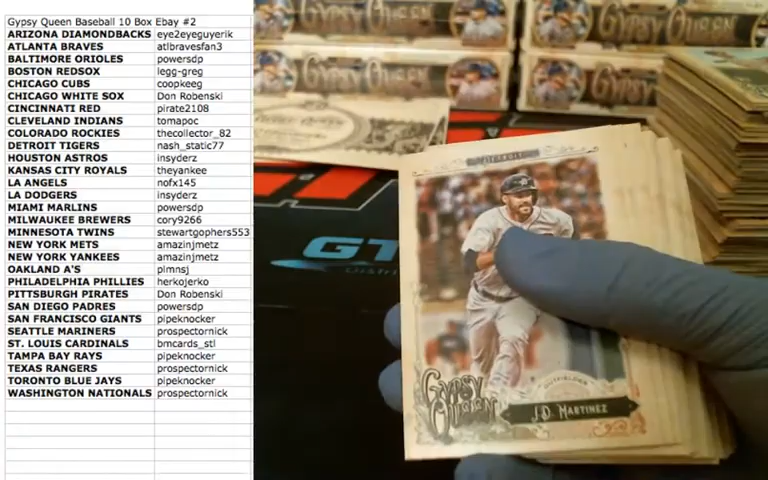 Gypsy Queen Baseball 10 Box Ebay #2
ARIZONA DIAMONDBACKS eye2eyeguyerik
ATLANTA BRAVES atlbravesfan3
BALTIMORE ORIOLES powersdp
BOSTON REDSOX legg-greg
CHICAGO CUBS coopkeeg
CHICAGO WHITE SOX Don Robenski
CINCINNATI RED pirate2108
CLEVELAND INDIANS tomapoc
COLORADO ROCKIES thecollector_82
DETROIT TIGERS nash_static77
HOUSTON ASTROS insyderz
KANSAS CITY ROYALS theyankee
LA ANGELS nofx145
LA DODGERS insyderz
MIAMI MARLINS powersdp
MILWAUKEE BREWERS cory9266
MINNESOTA TWINS stewartgophers553
NEW YORK METS amazinjmetz
NEW YORK YANKEES amazinjmetz
OAKLAND A'S plmnsj
PHILADELPHIA PHILLIES herkojerko
PITTSBURGH PIRATES Don Robenski
SAN DIEGO PADRES powersdp
SAN FRANCISCO GIANTS pipeknocker
SEATTLE MARINERS prospectornick
ST. LOUIS CARDINALS bmcards_stl
TAMPA BAY RAYS pipeknocker
TEXAS RANGERS prospectornick
TORONTO BLUE JAYS pipeknocker
WASHINGTON NATIONALS prospectornick
GYPSY QUEEN
GYPSY QUEEN
GYPSY QUEEN
GYPSY
GT
DETROIT
GYPSY
QUEEN
OUTFIELDER
J.D. MARTINEZ